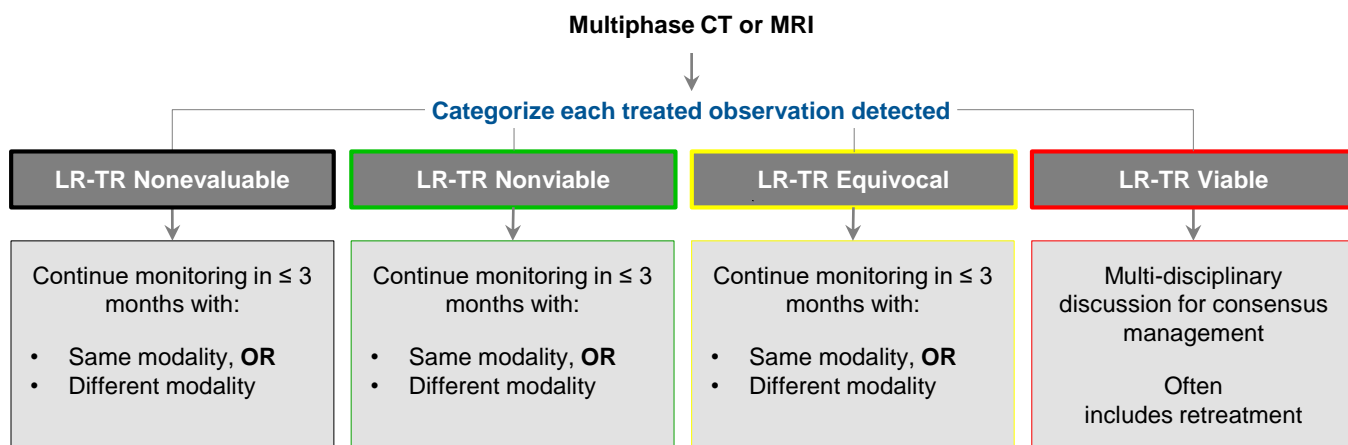 Multiphase CT or MRI
Categorize each treated observation detected
LR-TR Nonevaluable
LR-TR Nonviable
LR-TR Equivocal
LR-TR Viable
Continue monitoring in ≤ 3
months with:
• Same modality, OR
• Different modality
Continue monitoring in ≤ 3
months with:
• Same modality, OR
• Different modality
Continue monitoring in ≤ 3
months with:
• Same modality, OR
• Different modality
Multi-disciplinary
discussion for consensus
management
Often
includes retreatment